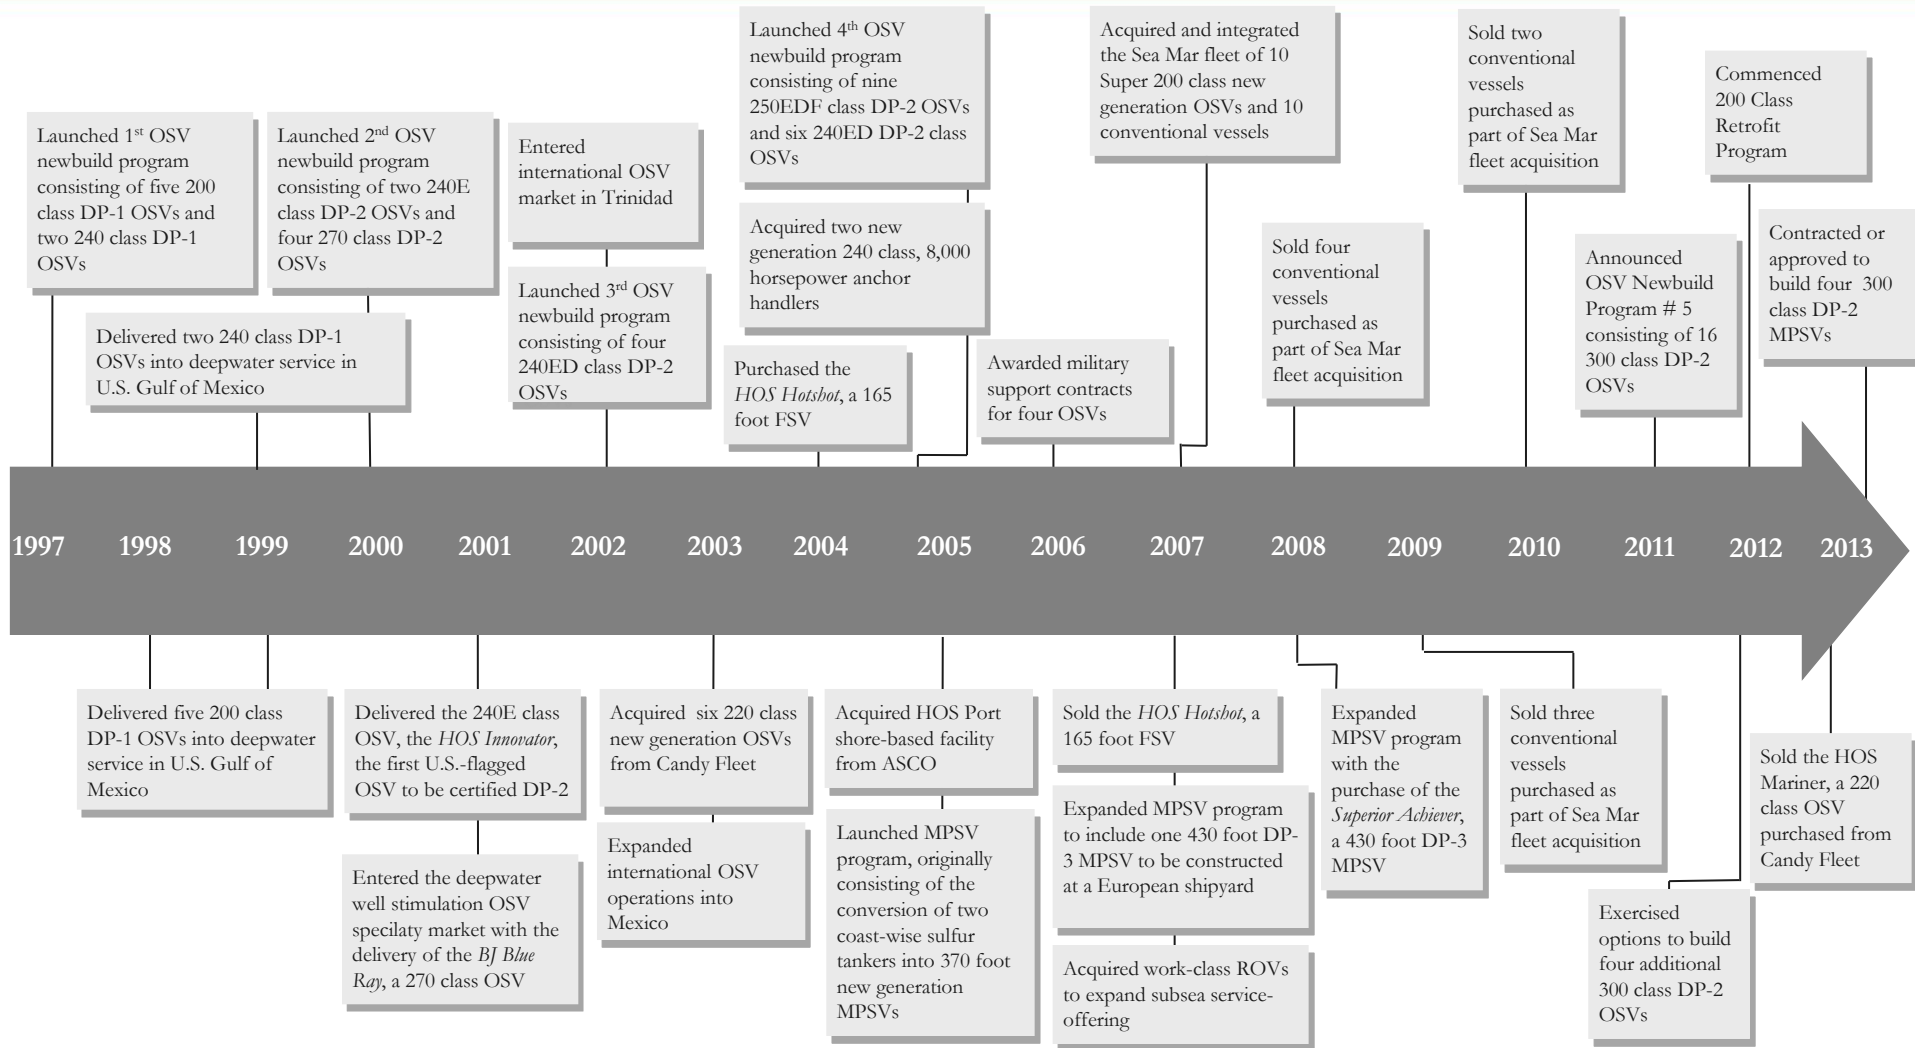 Launched 1st OSV
newbuild program
consisting of five 200
class DP-1 OSVs and
two 240 class DP-1
OSVs
Launched 2nd OSV
newbuild program
consisting of two 240E
class DP-2 OSVs and
four 270 class DP-2
OSVs
Delivered two 240 class DP-1
OSVs into deepwater service in
U.S. Gulf of Mexico
Entered
international OSV
market in Trinidad
Launched 3rd OSV
newbuild program
consisting of four
240ED class DP-2
OSVs
Launched 4th OSV
newbuild program
consisting of nine
250EDF class DP-2 OSVs
and six 240ED DP-2 class
OSVs
Acquired two new
generation 240 class, 8,000
horsepower anchor
handlers
Purchased the
HOS Hotshot, a 165
foot FSV
Awarded military
support contracts
for four OSVs
Acquired and integrated
the Sea Mar fleet of 10
Super 200 class new
generation OSVs and 10
conventional vessels
Sold four
conventional
vessels
purchased as
part of Sea Mar
fleet acquisition
Sold two
conventional
vessels
purchased as
part of Sea Mar
fleet acquisition
Announced
OSV Newbuild
Program # 5
consisting of 16
300 class DP-2
OSVs
Commenced
200 Class
Retrofit
Program
Contracted or
approved to
build four 300
class DP-2
MPSVs
1997 1998 1999 2000 2001 2002 2003 2004 2005 2006 2007 2008 2009 2010 2011 2012 2013
Delivered five 200 class
DP-1 OSVs into deepwater
service in U.S. Gulf of
Mexico
Delivered the 240E class
OSV, the HOS Innovator,
the first U.S.-flagged
OSV to be certified DP-2
Entered the deepwater
well stimulation OSV
specilaty market with the
delivery of the BJ Blue
Ray, a 270 class OSV
Acquired six 220 class
new generation OSVs
from Candy Fleet
Expanded
international OSV
operations into
Mexico
Acquired HOS Port
shore-based facility
from ASCO
Launched MPSV
program, originally
consisting of the
conversion of two
coast-wise sulfur
tankers into 370 foot
new generation
MPSVs
Sold the HOS Hotshot, a
165 foot FSV
Expanded MPSV program
to include one 430 foot DP-
3 MPSV to be constructed
at a European shipyard
Acquired work-class ROVs
to expand subsea service-
offering
Expanded
MPSV program
with the
purchase of the
Superior Achiever,
a 430 foot DP-3
MPSV
Sold three
conventional
vessels
purchased as
part of Sea Mar
fleet acquisition
Exercised
options to build
four additional
300 class DP-2
OSVs
Sold the HOS
Mariner, a 220
class OSV
purchased from
Candy Fleet